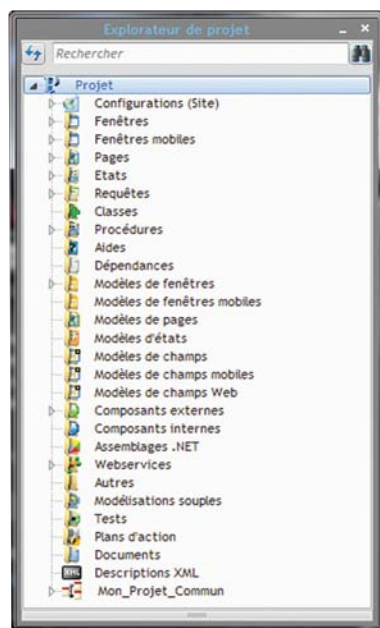 Explorateur de projet
Rechercher
Projet
Configurations (Site)
Fenêtres
Fenêtres mobiles
Pages
Etats
Requêtes
Classes
Procédures
Aides
Dépendances
Modèles de fenêtres
Modèles de fenêtres mobiles
Modèles de pages
Modèles d'états
Modèles de champs
Modèles de champs mobiles
Modèles de champs Web
Composants externes
Composants internes
Assemblages .NET
Webservices
Autres
Modélisations souples
Tests
Plans d'action
Documents
Descriptions XML
Mon_Projet_Commun